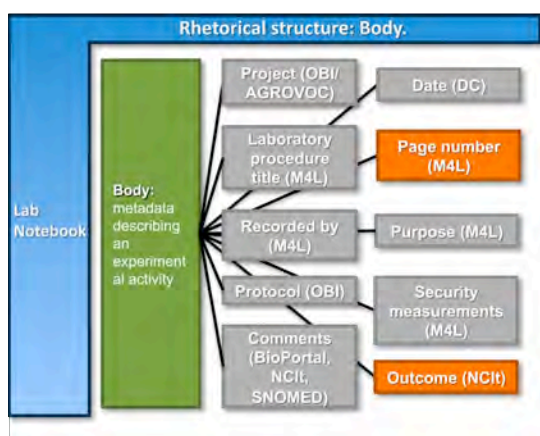 Rhetorical structure: Body.
Lab
Notebook
Body:
metadata
describing
an
experiment
al activity
Project (OBI/
AGROVOC)
Laboratory
procedure
title (M4L)
Recorded by
(M4L)
Protocol (OBI)
Comments
(BioPortal,
NCIt,
SNOMED)
Date (DC)
Page number
(M4L)
Purpose (M4L)
Security
measurements
(M4L)
Outcome (NCIt)